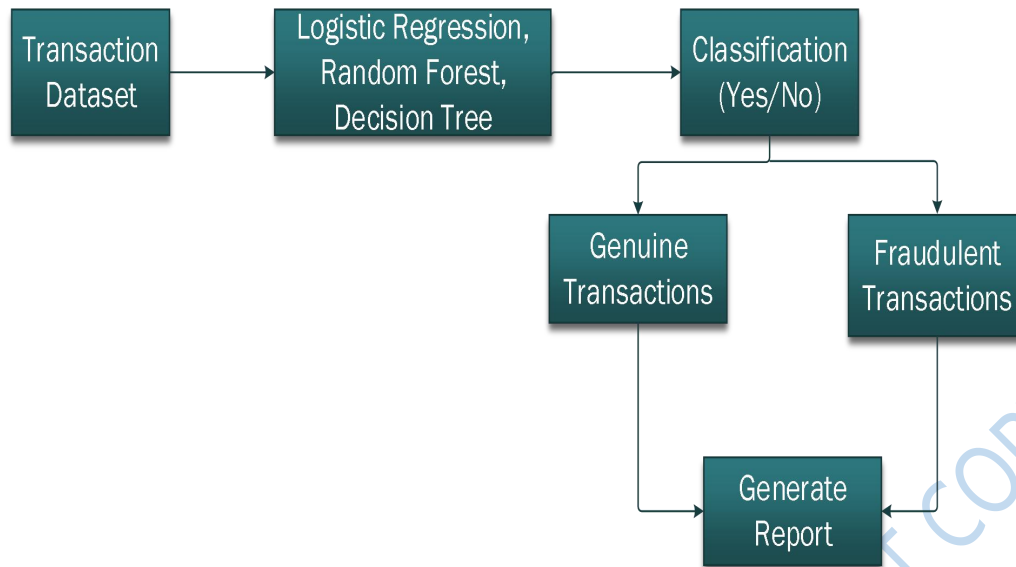 Transaction
Dataset
Logistic Regression,
Random Forest,
Decision Tree
Classification
(Yes/No)
Genuine
Transactions
Fraudulent
Transactions
Generate
Report